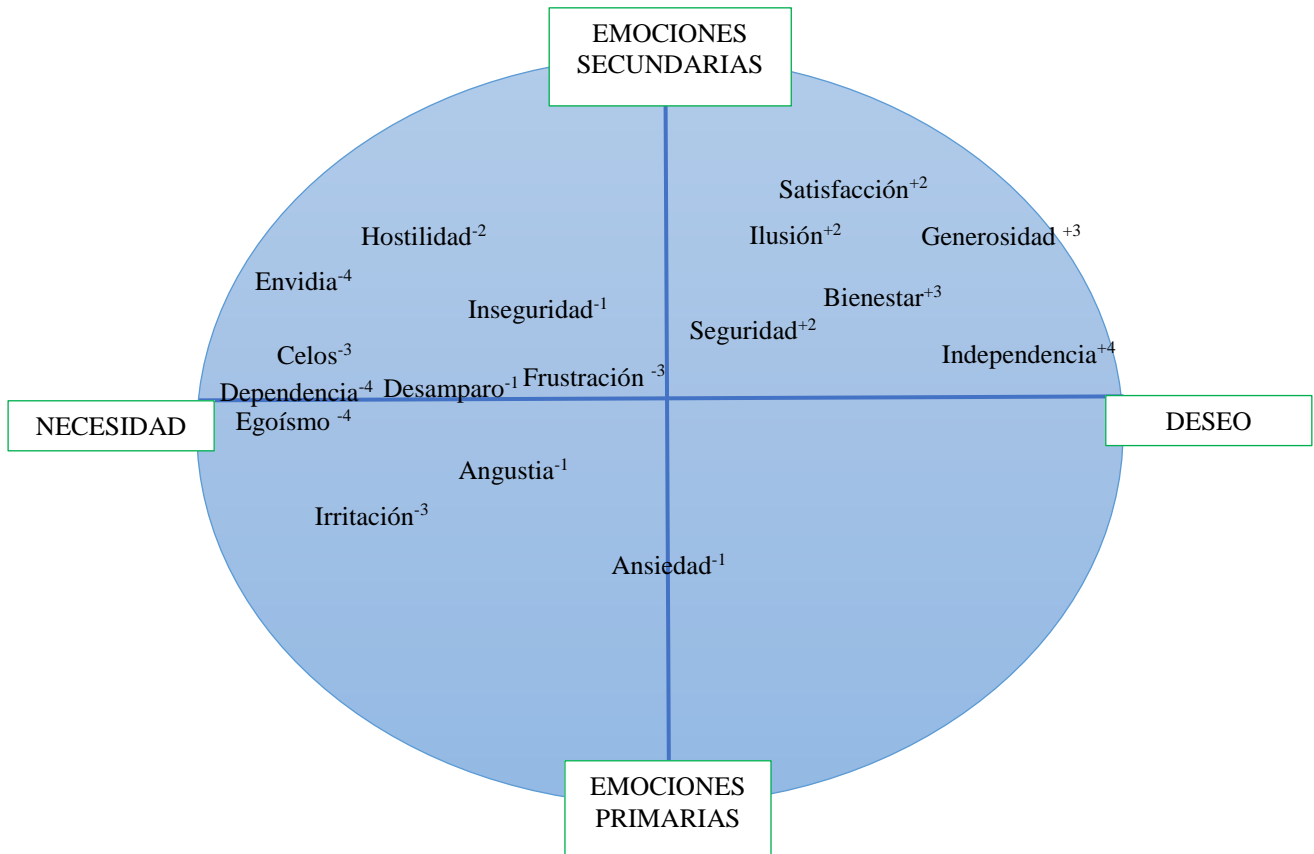 EMOCIONES
SECUNDARIAS
Satisfacción+2
Hostilidad-2
Ilusión+2
Generosidad +3
Envidia-4
Inseguridad-1
Bienestar+3
Seguridad+2
Celos-3
Independencia+4
Dependencia-4
Desamparo-1
Frustración -3
NECESIDAD
Egoísmo -4
DESEO
Angustia-1
Irritación-3
Ansiedad-1
EMOCIONES
PRIMARIAS